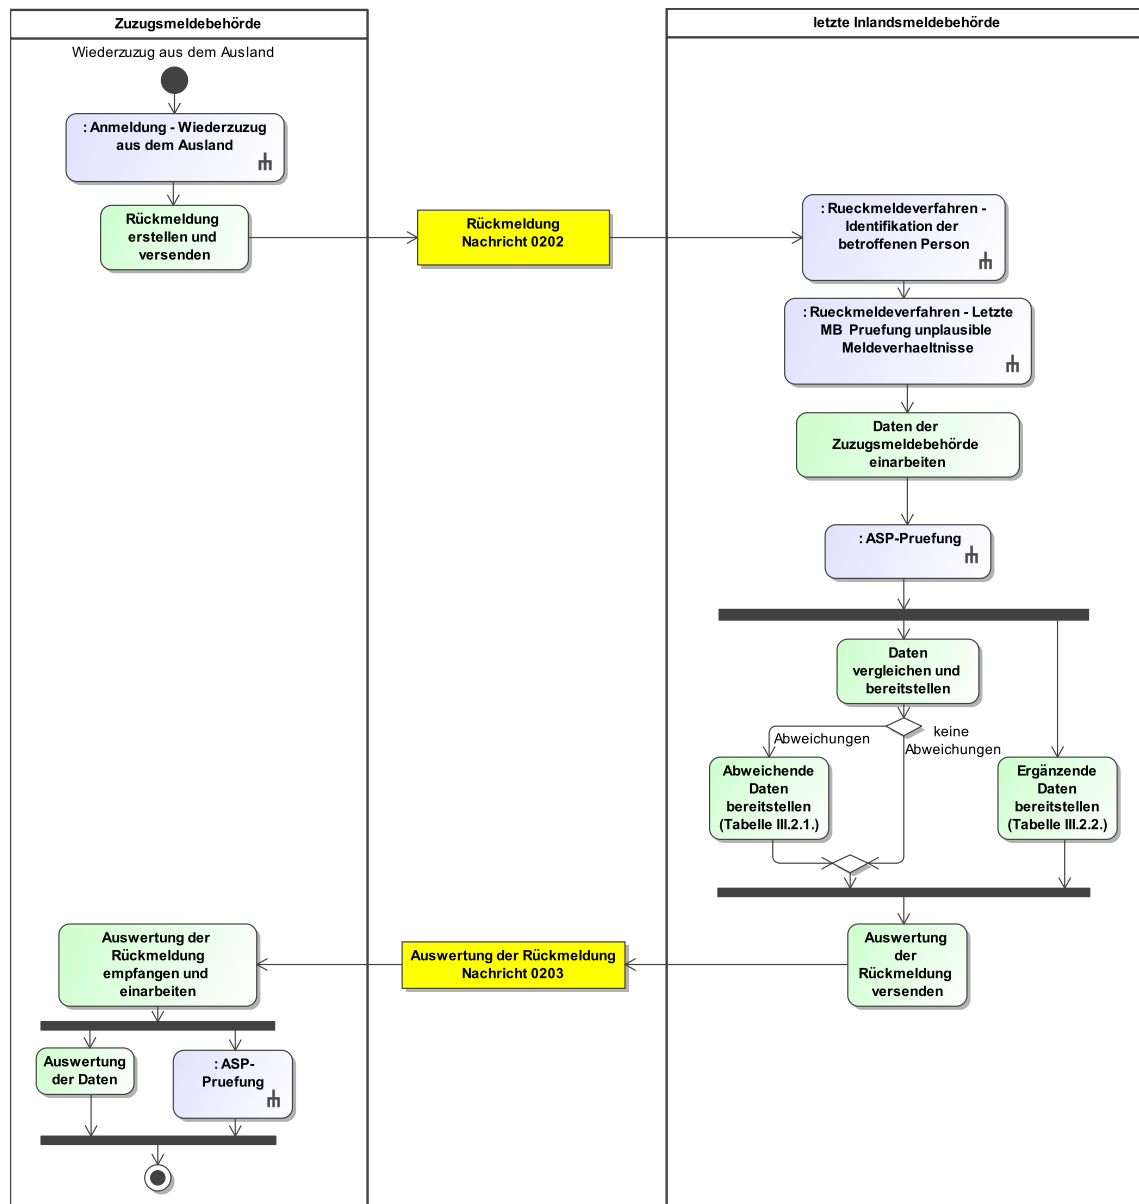 Zuzugsmeldebehörde
letzte Inlandsmeldebehörde
Wiederzuzug aus dem Ausland
: Anmeldung - Wiederzuzug
aus dem Ausland
Rückmeldung
erstellen und
versenden
Rückmeldung
Nachricht 0202
: Rueckmeldeverfahren -
Identifikation der
betroffenen Person
: Rueckmeldeverfahren - Letzte
MB Pruefung unplausible
Meldeverhaeltnisse
Daten der
Zuzugsmeldebehörde
einarbeiten
: ASP-Pruefung
Daten
vergleichen und
bereitstellen
Abweichungen
keine
Abweichungen
Abweichende
Daten
bereitstellen
(Tabelle III.2.1.)
Ergänzende
Daten
bereitstellen
(Tabelle III.2.2.)
Auswertung
der
Rückmeldung
versenden
Auswertung der Rückmeldung
Nachricht 0203
Auswertung der
Rückmeldung
empfangen und
einarbeiten
Auswertung
der Daten
: ASP-
Pruefung